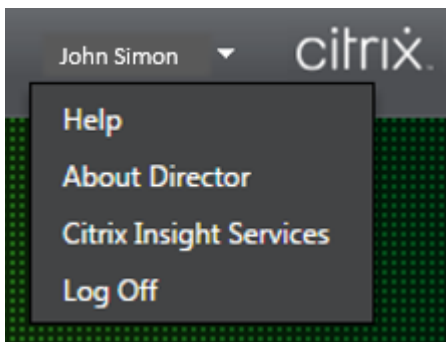 John Simon
citrix
Help
About Director
Citrix Insight Services
Log Off